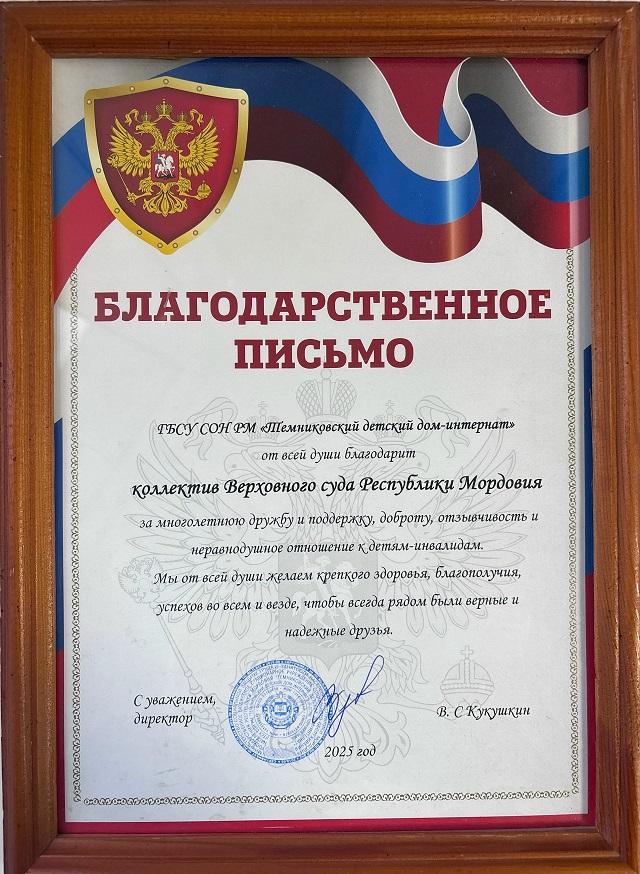 БЛАГОДАРСТВЕННОЕ
ПИСЬМО
ГБСУ СОН РМ «Темниковский детский дом-интернат»
от всей души благодарит
коллектив Верховного суда Республики Мордовия
за многолетнюю дружбу и поддержку, доброту, отзывчивость и
неравнодушное отношение к детям-инвалидам.
Мы от всей души желаем крепкого здоровья, благополучия,
успехов во всем и везде, чтобы всегда рядом были верные и
надежные друзья.
С уважением,
директор
В. С Кукушкин
2025 год